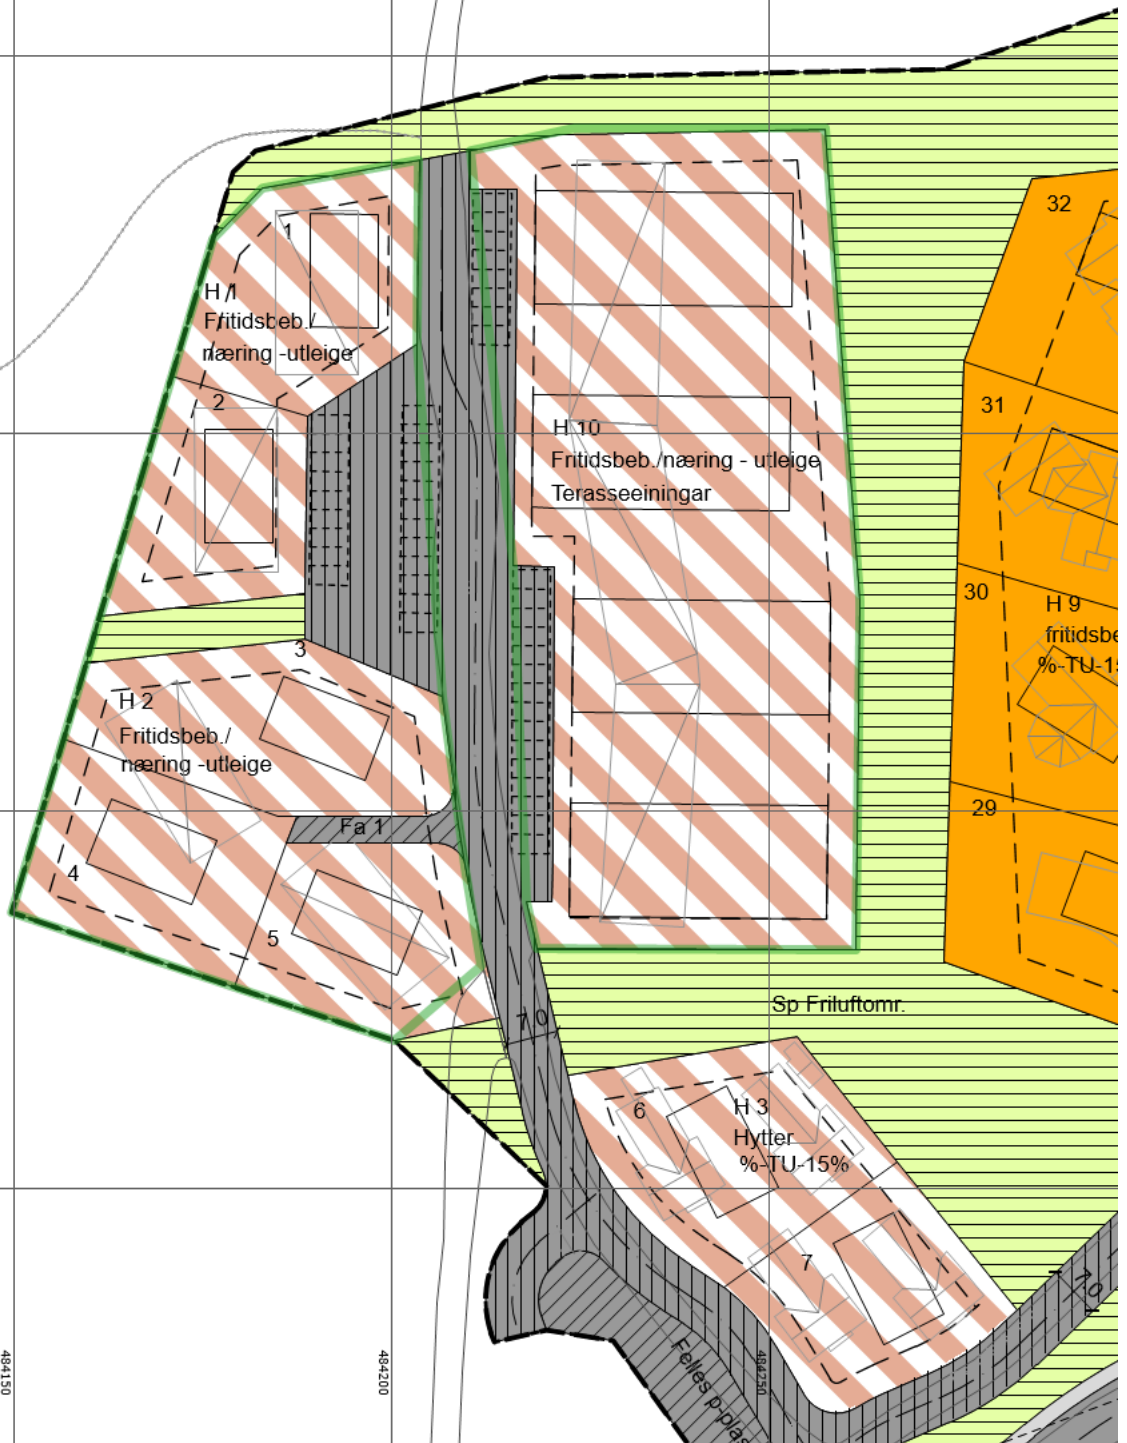 32
1
H 1
Fritidsbeb./
næring -utleige
2
31
H 10
Fritidsbeb./næring - utleige
Terasseeiningar
30
H 9
fritidsbe
%-TU-15
3
H 2
Fritidsbeb./
næring -utleige
29
Fa 1
4
5
Sp Friluftomr.
7.0
6
H 3
Hytter
%-TU-15%
7
7.0
484150
484200
484250
Felles p-plas